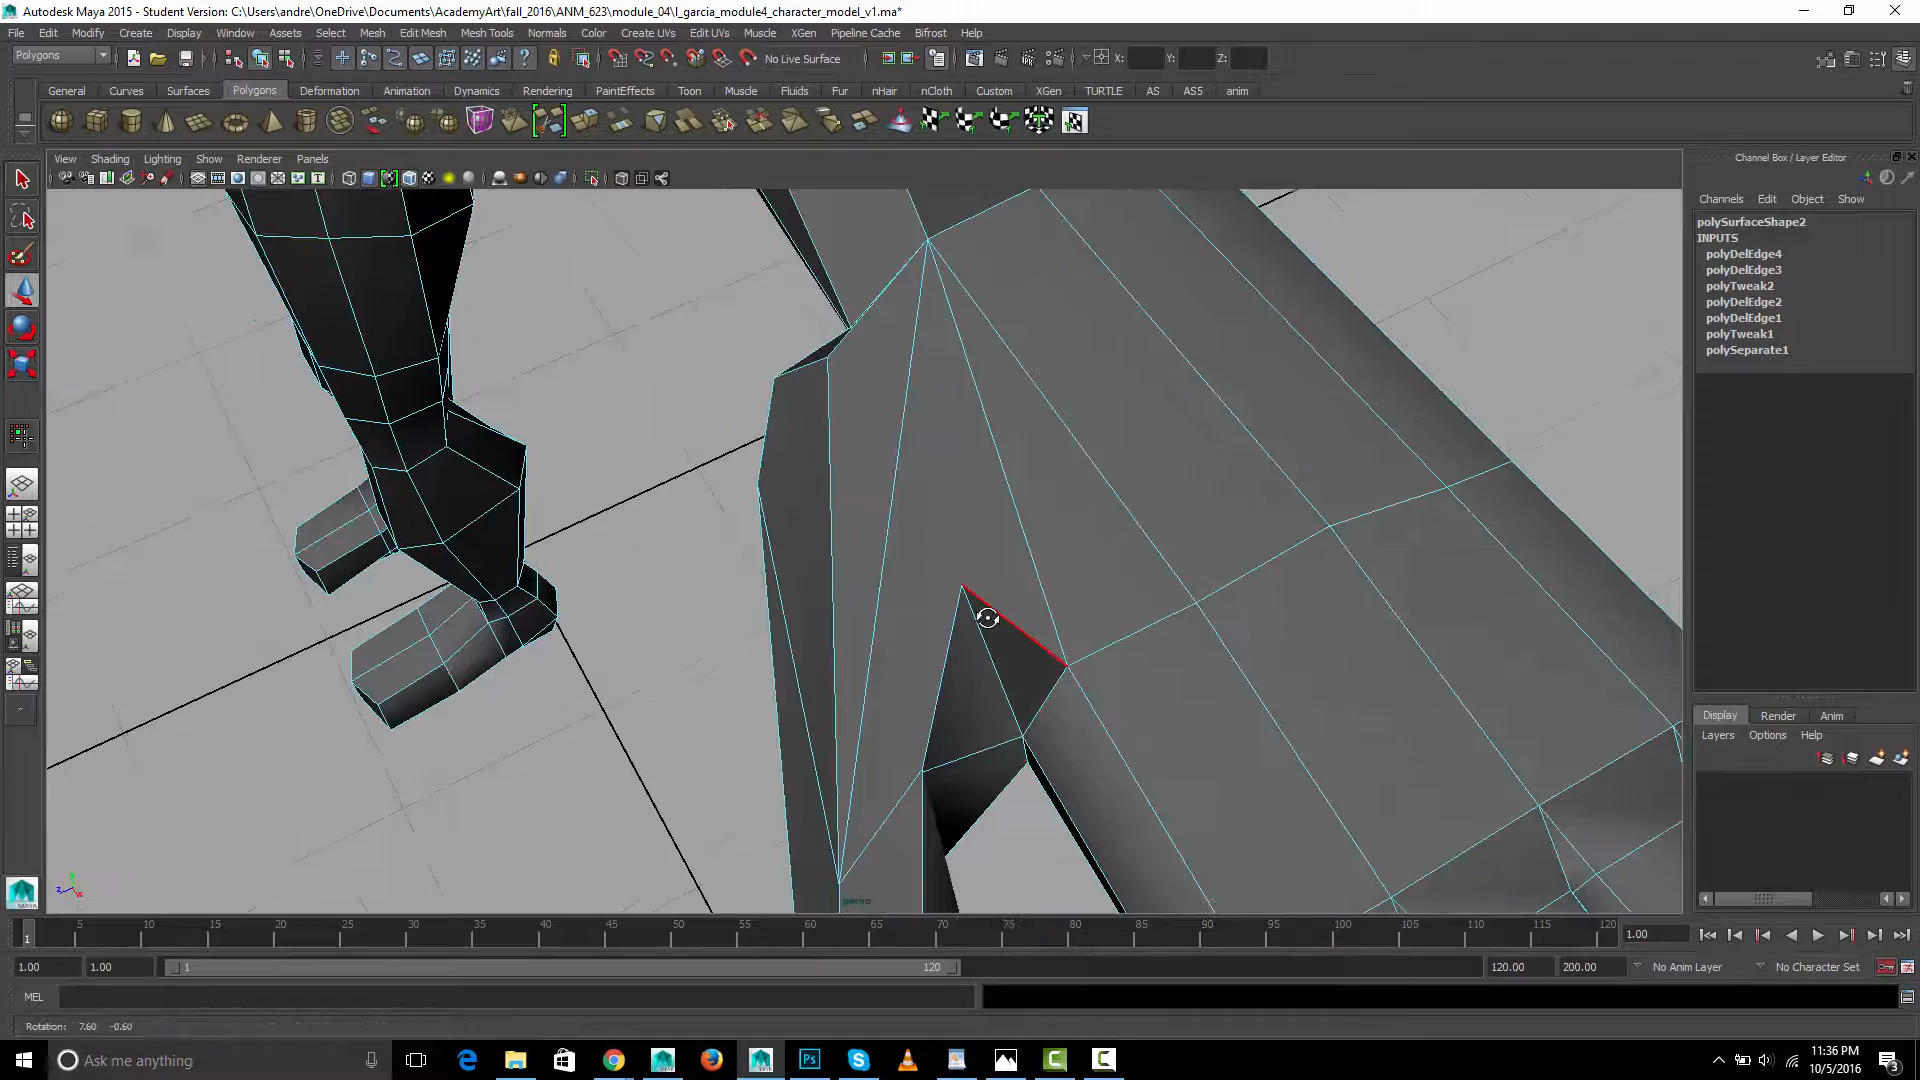 Autodesk Maya 2015 - Student Version: C:\Users\andre\OneDrive\Documents\AcademyArt\fall_2016\ANM_623\module_04\l_garcia_module4_character_model_v1.ma*
File Edit Modify Create Display Window Assets Select Mesh Edit Mesh Mesh Tools Normals Color Create UVs Edit UVs Muscle XGen Pipeline Cache Bifrost Help
Polygons No Live Surface X: Y: Z:
General Curves Surfaces Polygons Deformation Animation Dynamics Rendering PaintEffects Toon Muscle Fluids Fur nHair nCloth Custom XGen TURTLE AS AS5 anim
View Shading Lighting Show Renderer Panels
Channel Box / Layer Editor
Channels Edit Object Show
polySurfaceShape2
INPUTS
polyDelEdge4
polyDelEdge3
polyTweak2
polyDelEdge2
polyDelEdge1
polyTweak1
polySeparate1
Display Render Anim
Layers Options Help
persp
MAYA
5 10 15 20 25 30 35 40 45 50 55 60 65 70 75 80 85 90 95 100 105 110 115 120
1 1.00
1.00 1.00 1 120 120.00 200.00 No Anim Layer No Character Set
MEL
Rotation: 7.60 -0.60
Ask me anything
11:36 PM
10/5/2016
3